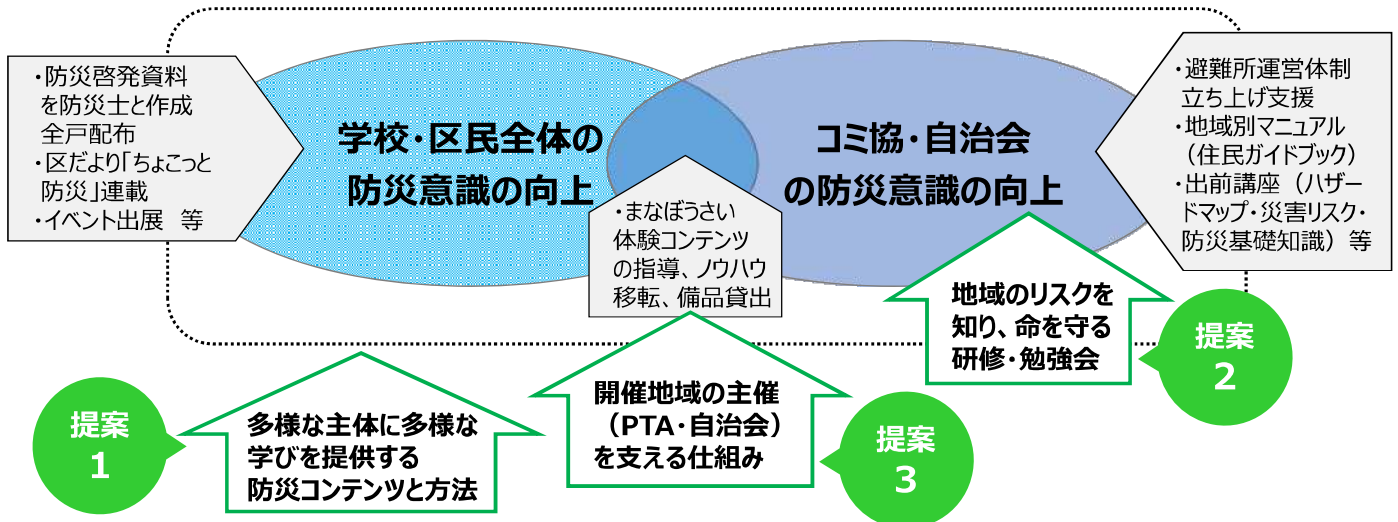 ・防災啓発資料
を防災士と作成
全戸配布
・区だより「ちょこっと
防災」連載
・イベント出展　等
学校・区民全体の
防災意識の向上
コミ協・自治会
の防災意識の向上
・避難所運営体制
立ち上げ支援
・地域別マニュアル
（住民ガイドブック）
・出前講座（ハザー
ドマップ・災害リスク・
防災基礎知識）等
・まなぼうさい
体験コンテンツ
の指導、ノウハウ
移転、備品貸出
提案
1
多様な主体に多様な
学びを提供する
防災コンテンツと方法
開催地域の主催
（PTA・自治会）
を支える仕組み
提案
3
地域のリスクを
知り、命を守る
研修・勉強会
提案
2